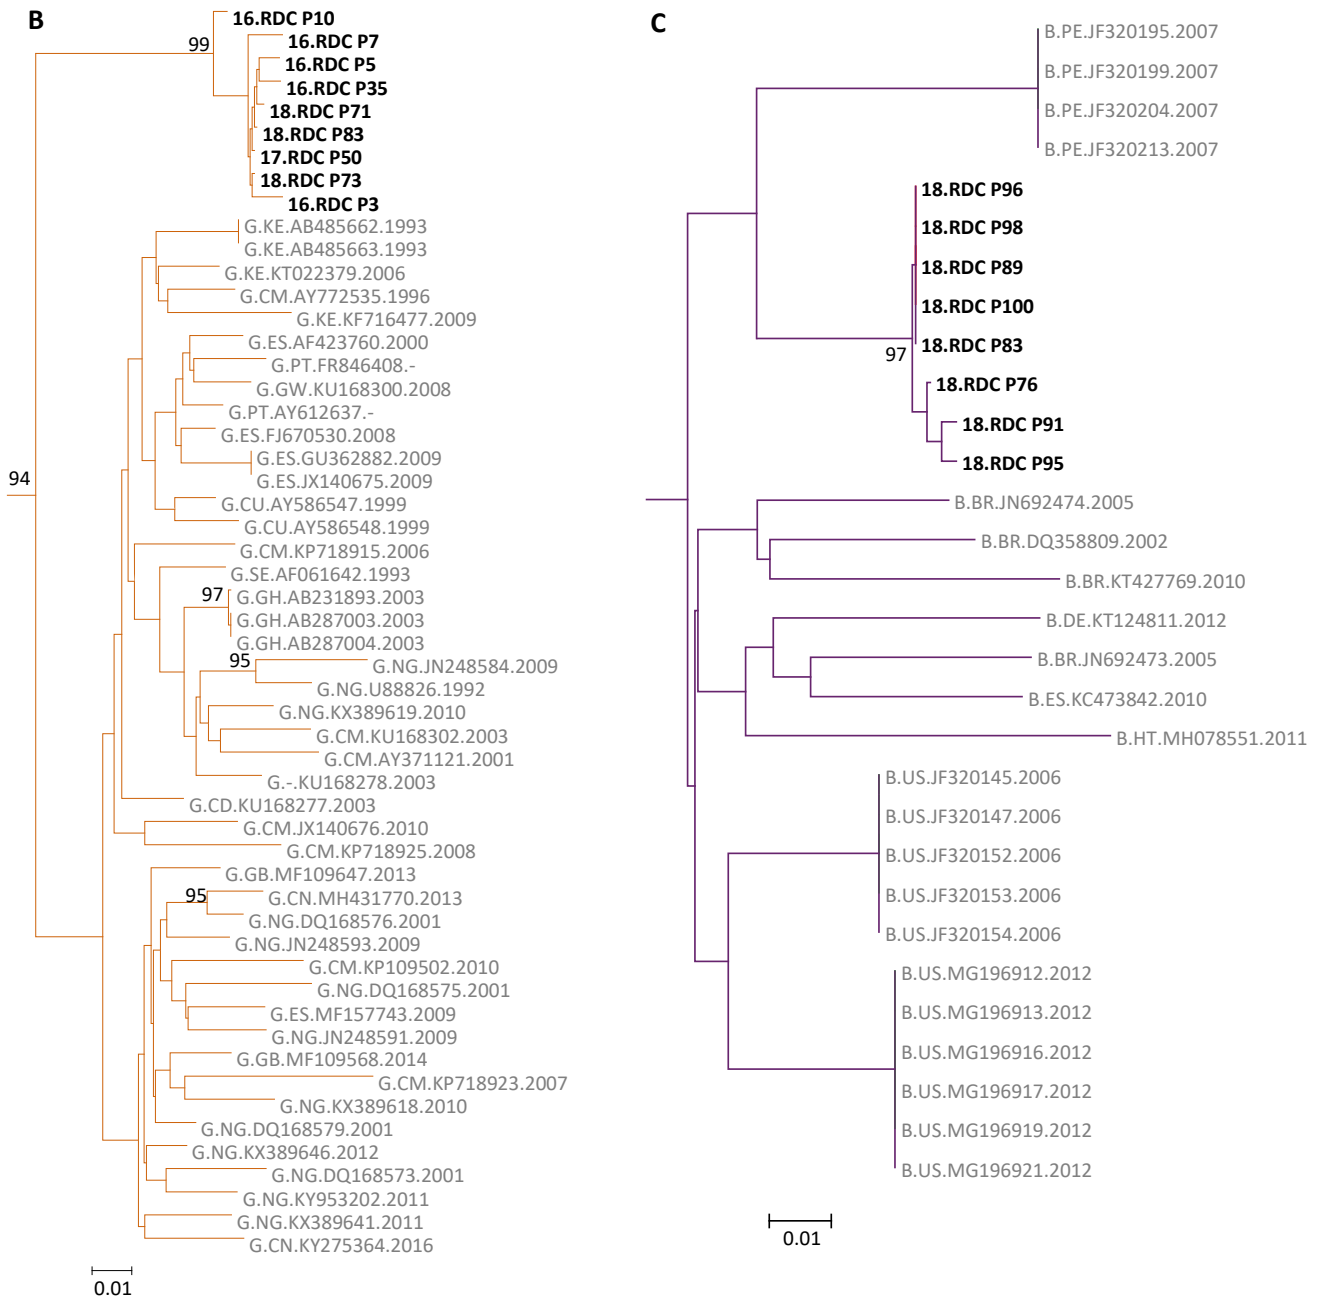 B
16.RDC P10
99
16.RDC P7
16.RDC P5
16.RDC P35
18.RDC P71
18.RDC P83
17.RDC P50
18.RDC P73
16.RDC P3
G.KE.AB485662.1993
G.KE.AB485663.1993
G.KE.KT022379.2006
G.CM.AY772535.1996
G.KE.KF716477.2009
G.ES.AF423760.2000
G.PT.FR846408.-
G.GW.KU168300.2008
G.PT.AY612637.-
G.ES.FJ670530.2008
G.ES.GU362882.2009
94
G.ES.JX140675.2009
G.CU.AY586547.1999
G.CU.AY586548.1999
G.CM.KP718915.2006
G.SE.AF061642.1993
97
G.GH.AB231893.2003
G.GH.AB287003.2003
G.GH.AB287004.2003
95
G.NG.JN248584.2009
G.NG.U88826.1992
G.NG.KX389619.2010
G.CM.KU168302.2003
G.CM.AY371121.2001
G.-.KU168278.2003
G.CD.KU168277.2003
G.CM.JX140676.2010
G.CM.KP718925.2008
G.GB.MF109647.2013
95
G.CN.MH431770.2013
G.NG.DQ168576.2001
G.NG.JN248593.2009
G.CM.KP109502.2010
G.NG.DQ168575.2001
G.ES.MF157743.2009
G.NG.JN248591.2009
G.GB.MF109568.2014
G.CM.KP718923.2007
G.NG.KX389618.2010
G.NG.DQ168579.2001
G.NG.KX389646.2012
G.NG.DQ168573.2001
G.NG.KY953202.2011
G.NG.KX389641.2011
G.CN.KY275364.2016
0.01
C
B.PE.JF320195.2007
B.PE.JF320199.2007
B.PE.JF320204.2007
B.PE.JF320213.2007
18.RDC P96
18.RDC P98
18.RDC P89
18.RDC P100
18.RDC P83
97
18.RDC P76
18.RDC P91
18.RDC P95
B.BR.JN692474.2005
B.BR.DQ358809.2002
B.BR.KT427769.2010
B.DE.KT124811.2012
B.BR.JN692473.2005
B.ES.KC473842.2010
B.HT.MH078551.2011
B.US.JF320145.2006
B.US.JF320147.2006
B.US.JF320152.2006
B.US.JF320153.2006
B.US.JF320154.2006
B.US.MG196912.2012
B.US.MG196913.2012
B.US.MG196916.2012
B.US.MG196917.2012
B.US.MG196919.2012
B.US.MG196921.2012
0.01